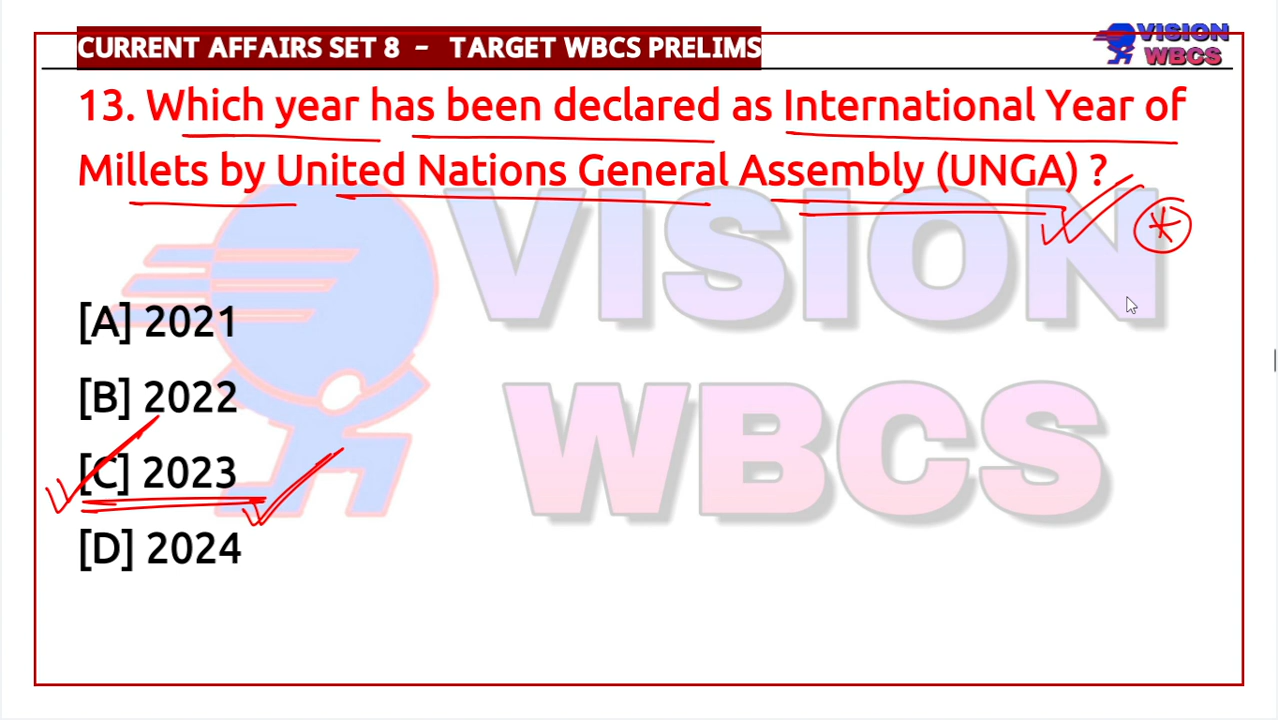 CURRENT AFFAIRS SET 8 - TARGET WBCS PRELIMS
VISION
WBCS
13. Which year has been declared as International Year of
Millets by United Nations General Assembly (UNGA) ?
[A] 2021
[B] 2022
[C] 2023
[D] 2024
VISION
WBCS